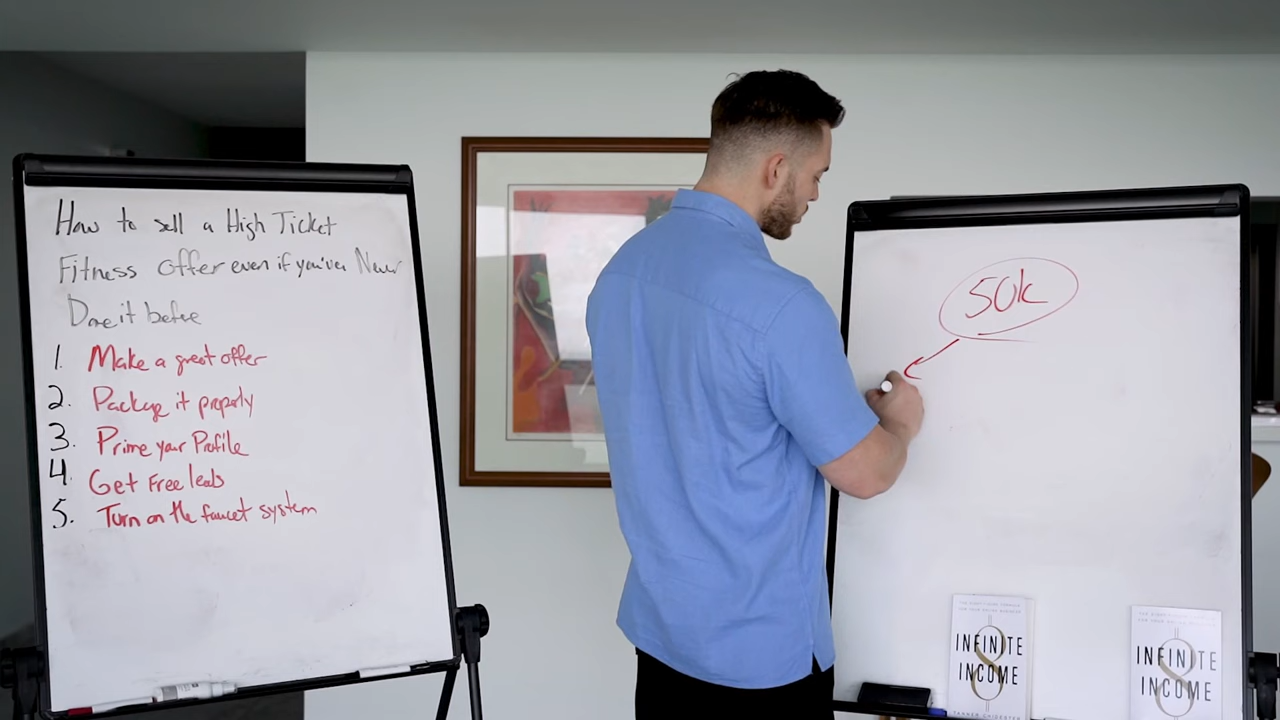 How to sell a High Ticket
Fitness offer even if you've Never
Done it before
1. Make a great offer
2. Package it properly
3. Prime your Profile
4. Get Free leads
5. Turn on the faucet system
50k
INFINITE
INCOME
TANNER CHIDESTER
INFINITE
INCOME